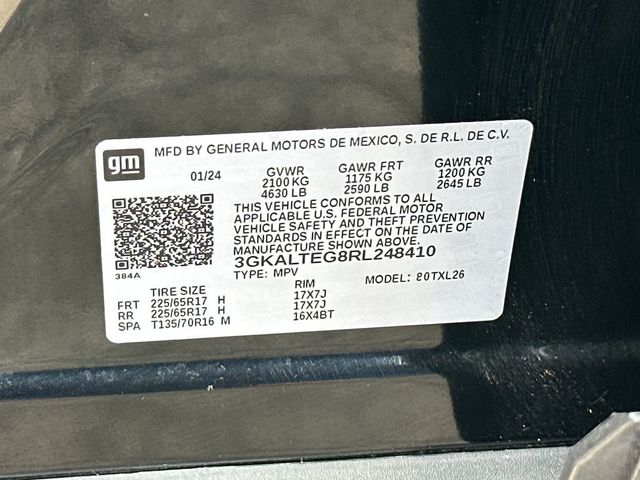 gm
MFD BY GENERAL MOTORS DE MEXICO, S. DE R.L. DE C.V.
01/24 GVWR GAWR FRT GAWR RR
2100 KG 1175 KG 1200 KG
4630 LB 2590 LB 2645 LB
THIS VEHICLE CONFORMS TO ALL
APPLICABLE U.S. FEDERAL MOTOR
VEHICLE SAFETY AND THEFT PREVENTION
STANDARDS IN EFFECT ON THE DATE OF
MANUFACTURE SHOWN ABOVE.
3GKALTEG8RL248410
384A
TYPE: MPV MODEL: 80TXL26
TIRE SIZE RIM
FRT 225/65R17 H 17X7J
RR 225/65R17 H 17X7J
SPA T135/70R16 M 16X4BT